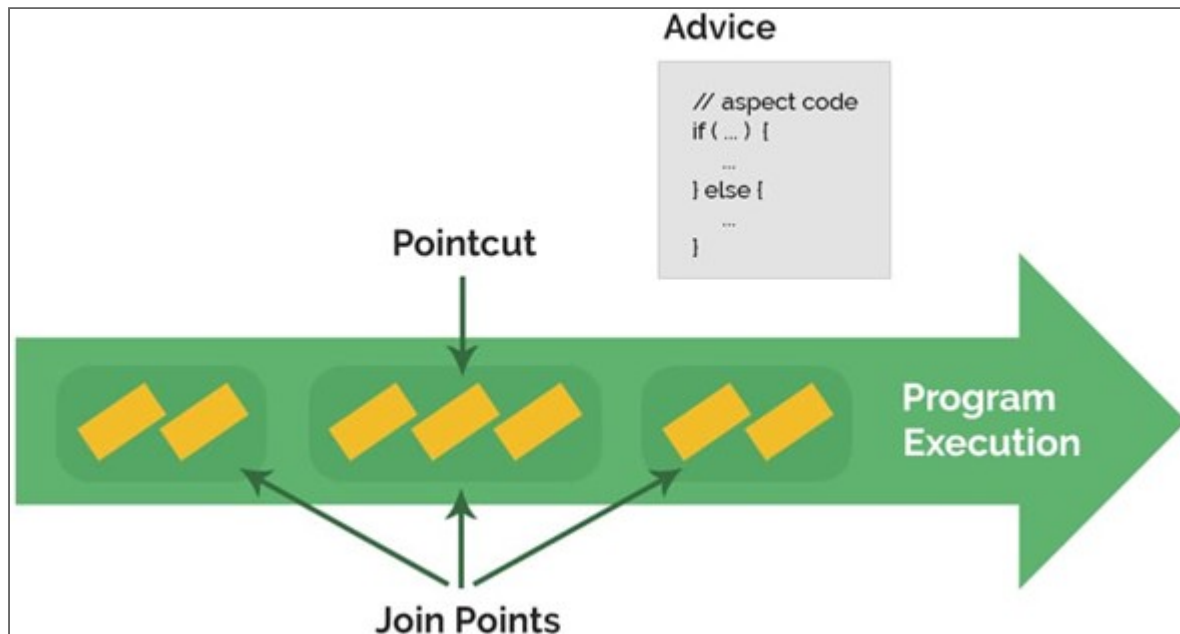 Advice
// aspect code
if ( ... ) {
...
} else {
...
}
Pointcut
Program
Execution
Join Points